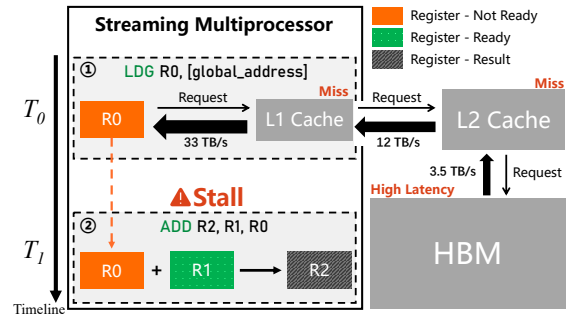 Streaming Multiprocessor
Register - Not Ready
Register - Ready
Register - Result
T0
① LDG R0, [global_address]
Miss
Request
R0
L1 Cache
33 TB/s
Request
12 TB/s
Miss
L2 Cache
3.5 TB/s
Request
High Latency
HBM
Stall
② ADD R2, R1, R0
T1
R0 + R1
R2
Timeline